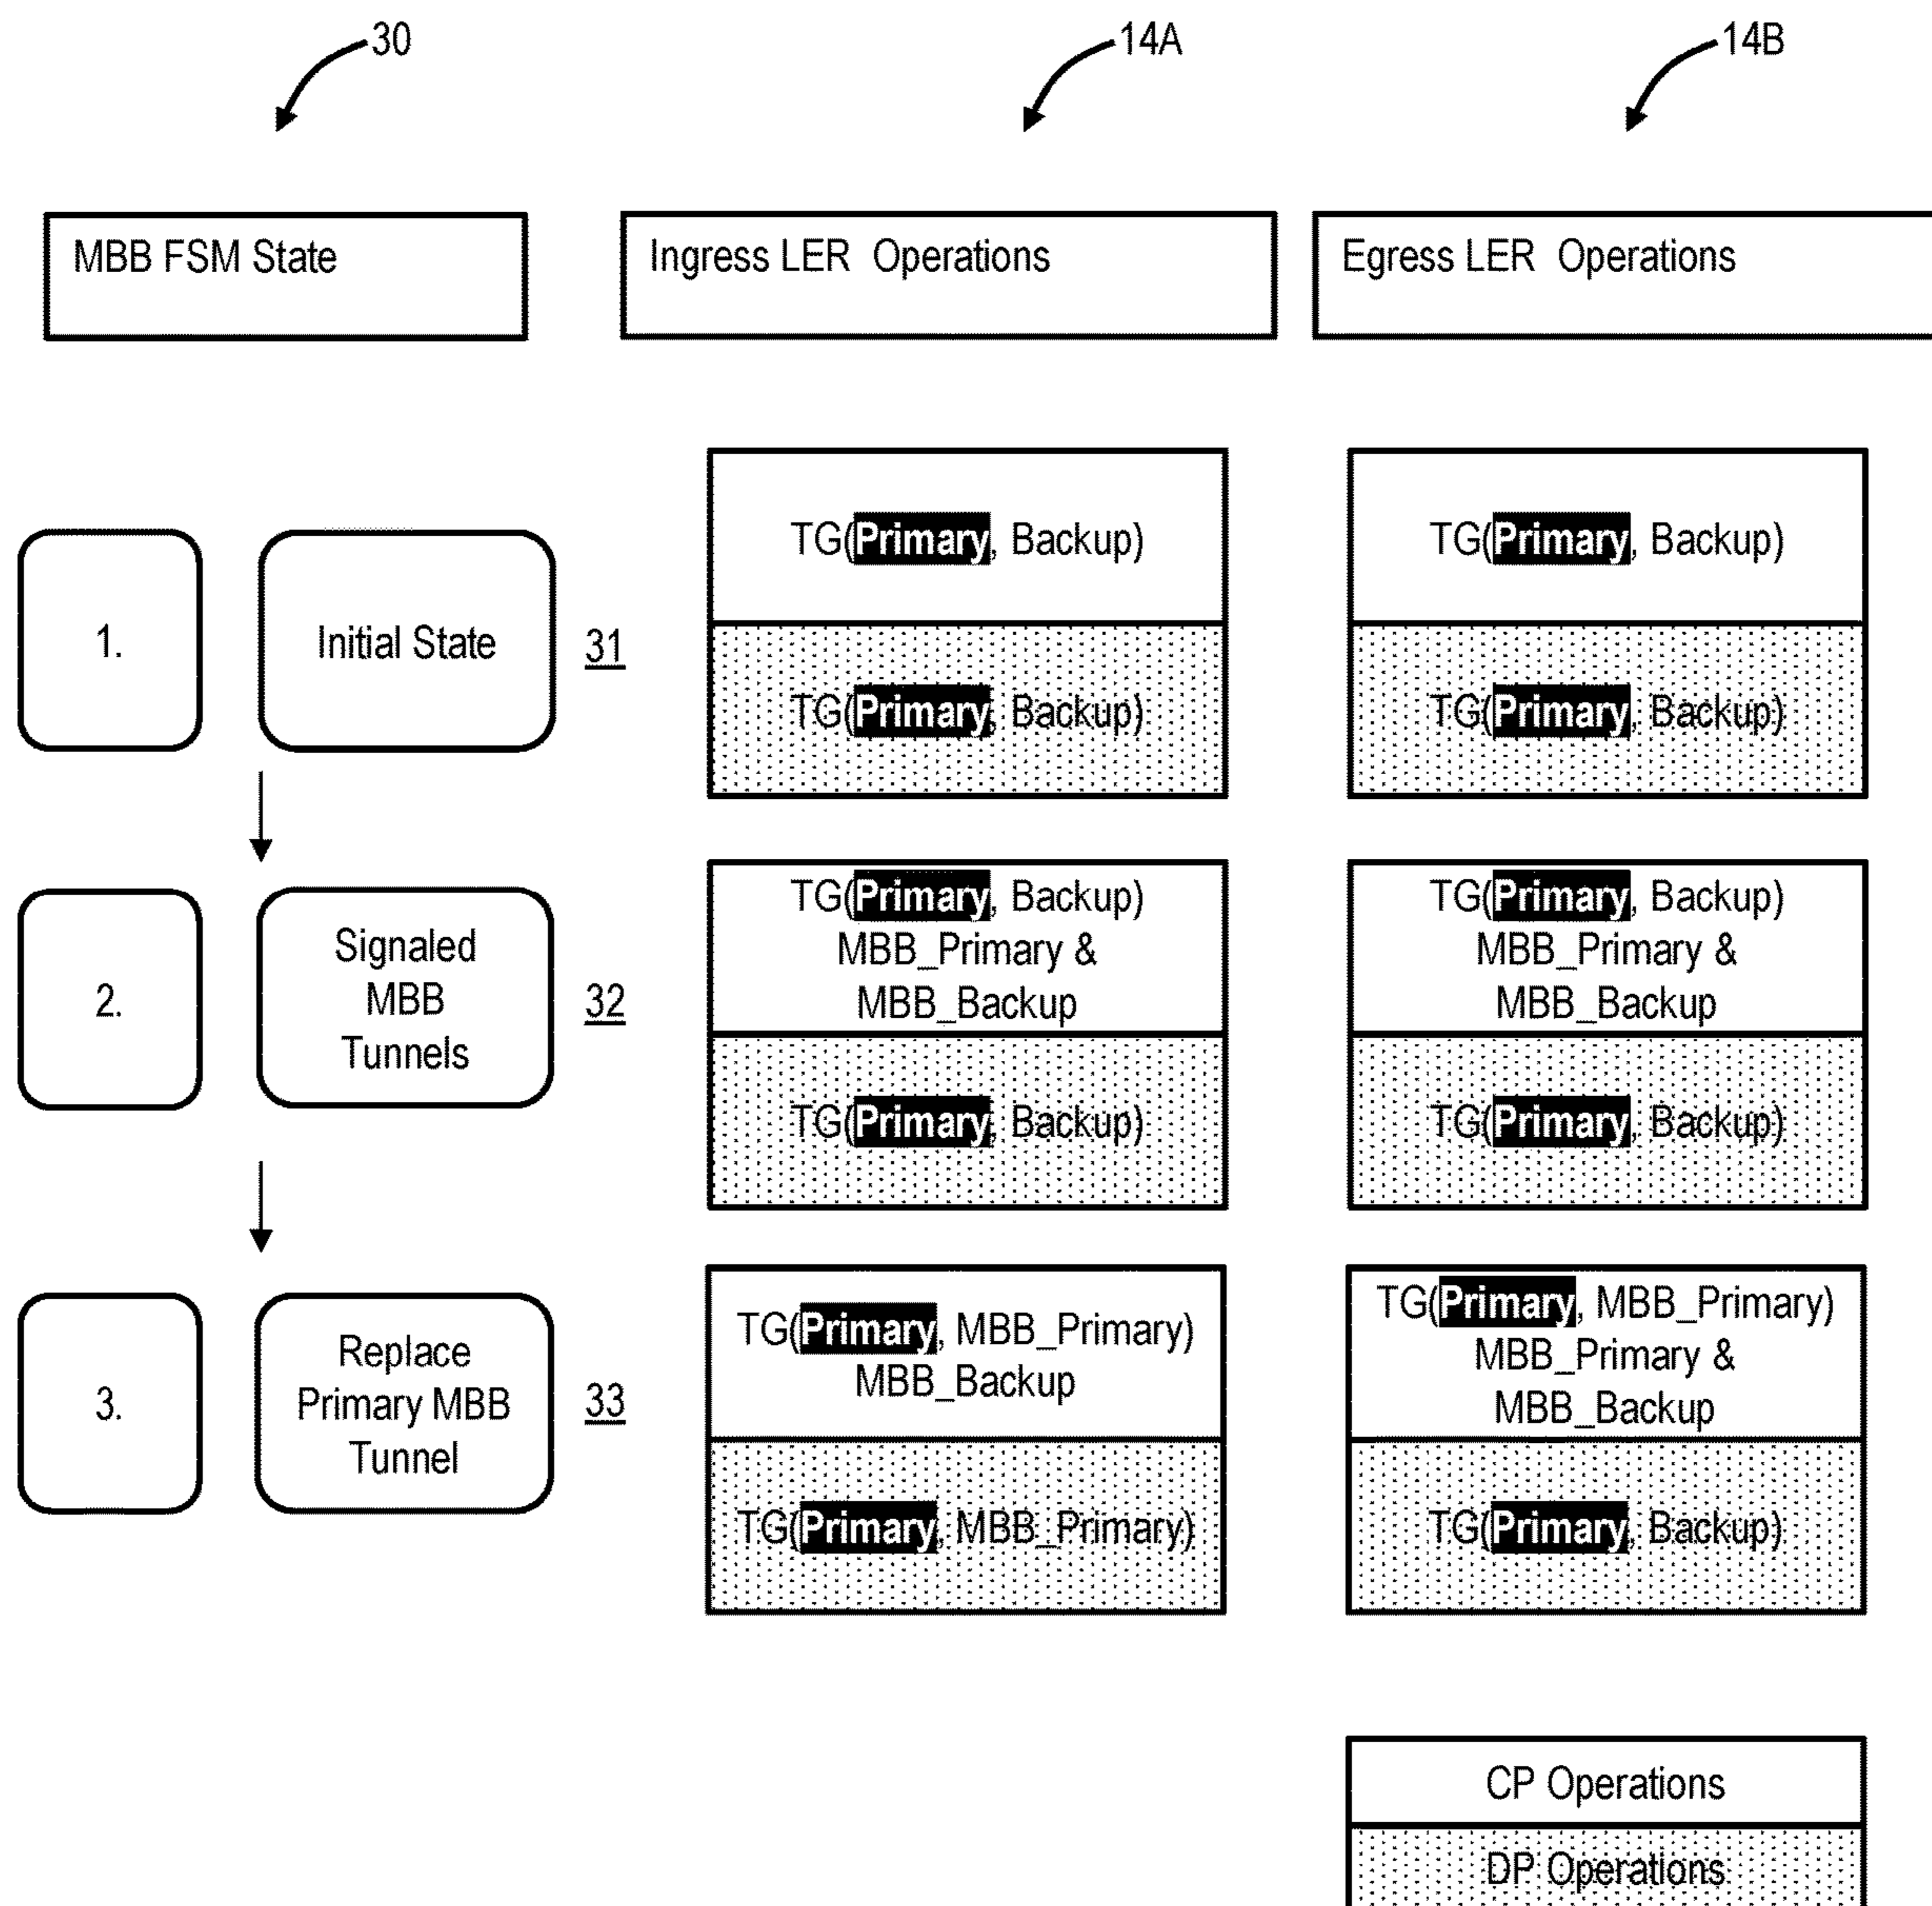 30
14A
14B
MBB FSM State
Ingress LER Operations
Egress LER Operations
1.
Initial State
31
TG(Primary, Backup)
TG(Primary, Backup)
TG(Primary, Backup)
TG(Primary, Backup)
2.
Signaled
MBB
Tunnels
32
TG(Primary, Backup)
MBB_Primary &
MBB_Backup
TG(Primary, Backup)
TG(Primary, Backup)
MBB_Primary &
MBB_Backup
TG(Primary, Backup)
3.
Replace
Primary MBB
Tunnel
33
TG(Primary, MBB_Primary)
MBB_Backup
TG(Primary, MBB_Primary)
TG(Primary, MBB_Primary)
MBB_Primary &
MBB_Backup
TG(Primary, Backup)
CP Operations
DP Operations